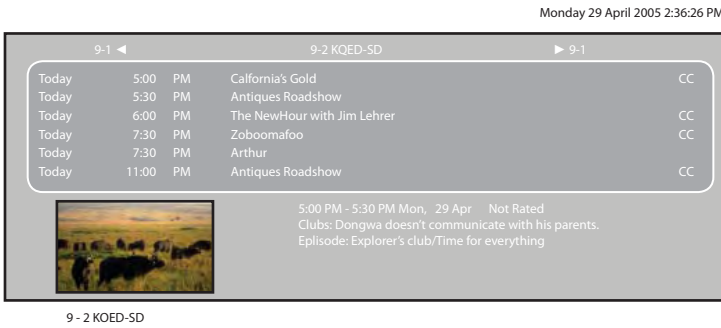 Monday 29 April 2005 2:36:26 PM
9-1 ◄ 9-2 KQED-SD ► 9-1
Today 5:00 PM Calfornia's Gold CC
Today 5:30 PM Antiques Roadshow
Today 6:00 PM The NewHour with Jim Lehrer CC
Today 7:30 PM Zoboomafoo CC
Today 7:30 PM Arthur
Today 11:00 PM Antiques Roadshow CC
5:00 PM - 5:30 PM Mon, 29 Apr Not Rated
Clubs: Dongwa doesn't communicate with his parents.
Eplisode: Explorer's club/Time for everything
9 - 2 KQED-SD